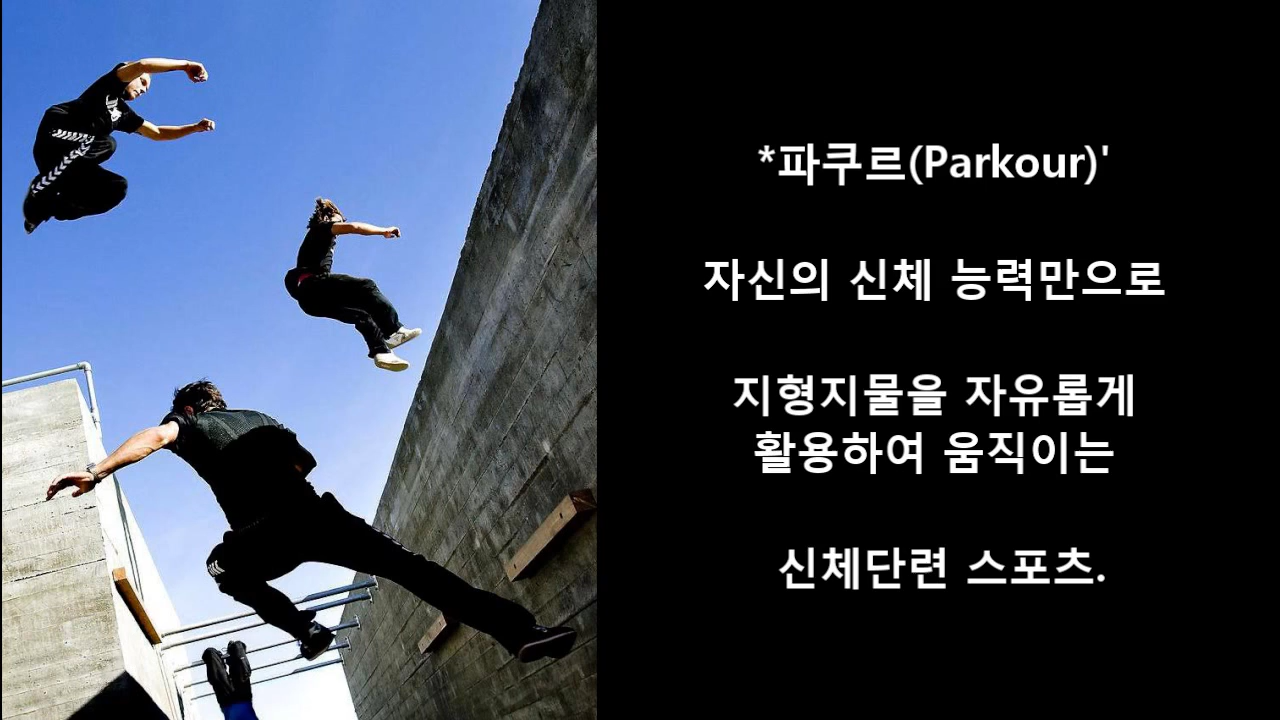 *파쿠르(Parkour)'
자신의 신체 능력만으로
지형지물을 자유롭게
활용하여 움직이는
신체단련 스포츠.